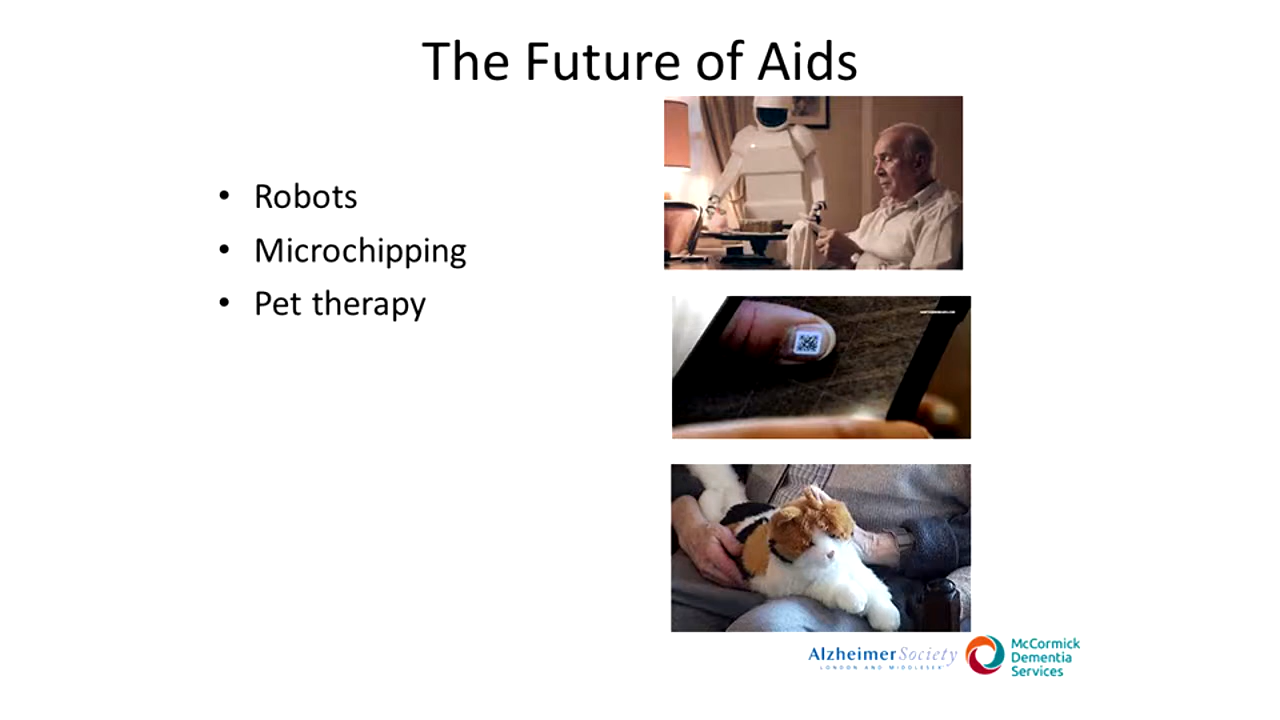 The Future of Aids
• Robots
• Microchipping
• Pet therapy
Alzheimer Society
LONDON AND MIDDLESEX
McCormick
Dementia
Services